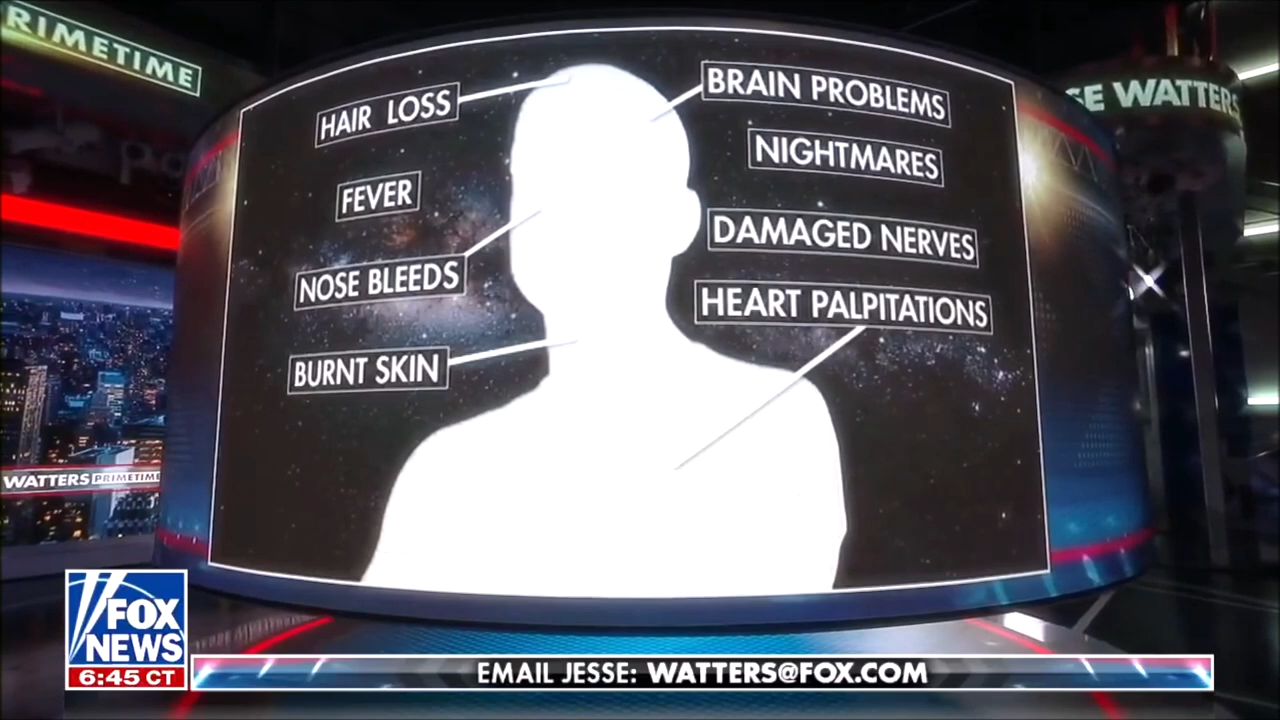 RIMETIME
SE WATTERS
HAIR LOSS
BRAIN PROBLEMS
NIGHTMARES
FEVER
DAMAGED NERVES
NOSE BLEEDS
HEART PALPITATIONS
BURNT SKIN
WATTERS PRIMETIME
FOX
NEWS
6:45 CT
EMAIL JESSE: WATTERS@FOX.COM